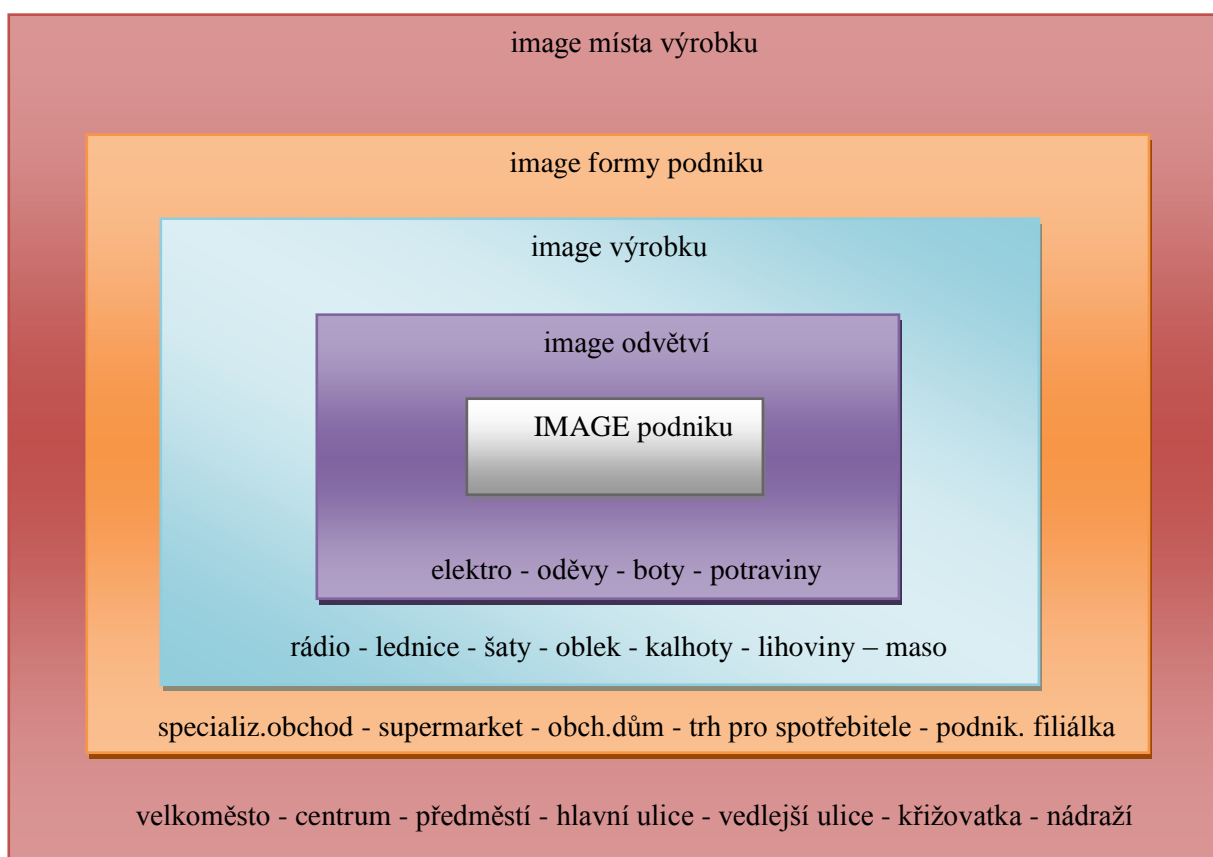 image místa výrobku
image formy podniku
image výrobku
image odvětví
IMAGE podniku
elektro - oděvy - boty - potraviny
rádio - lednice - šaty - oblek - kalhoty - lihoviny – maso
specializ.obchod - supermarket - obch.dům - trh pro spotřebitele - podnik. filiálka
velkoměsto - centrum - předměstí - hlavní ulice - vedlejší ulice - křižovatka - nádraží